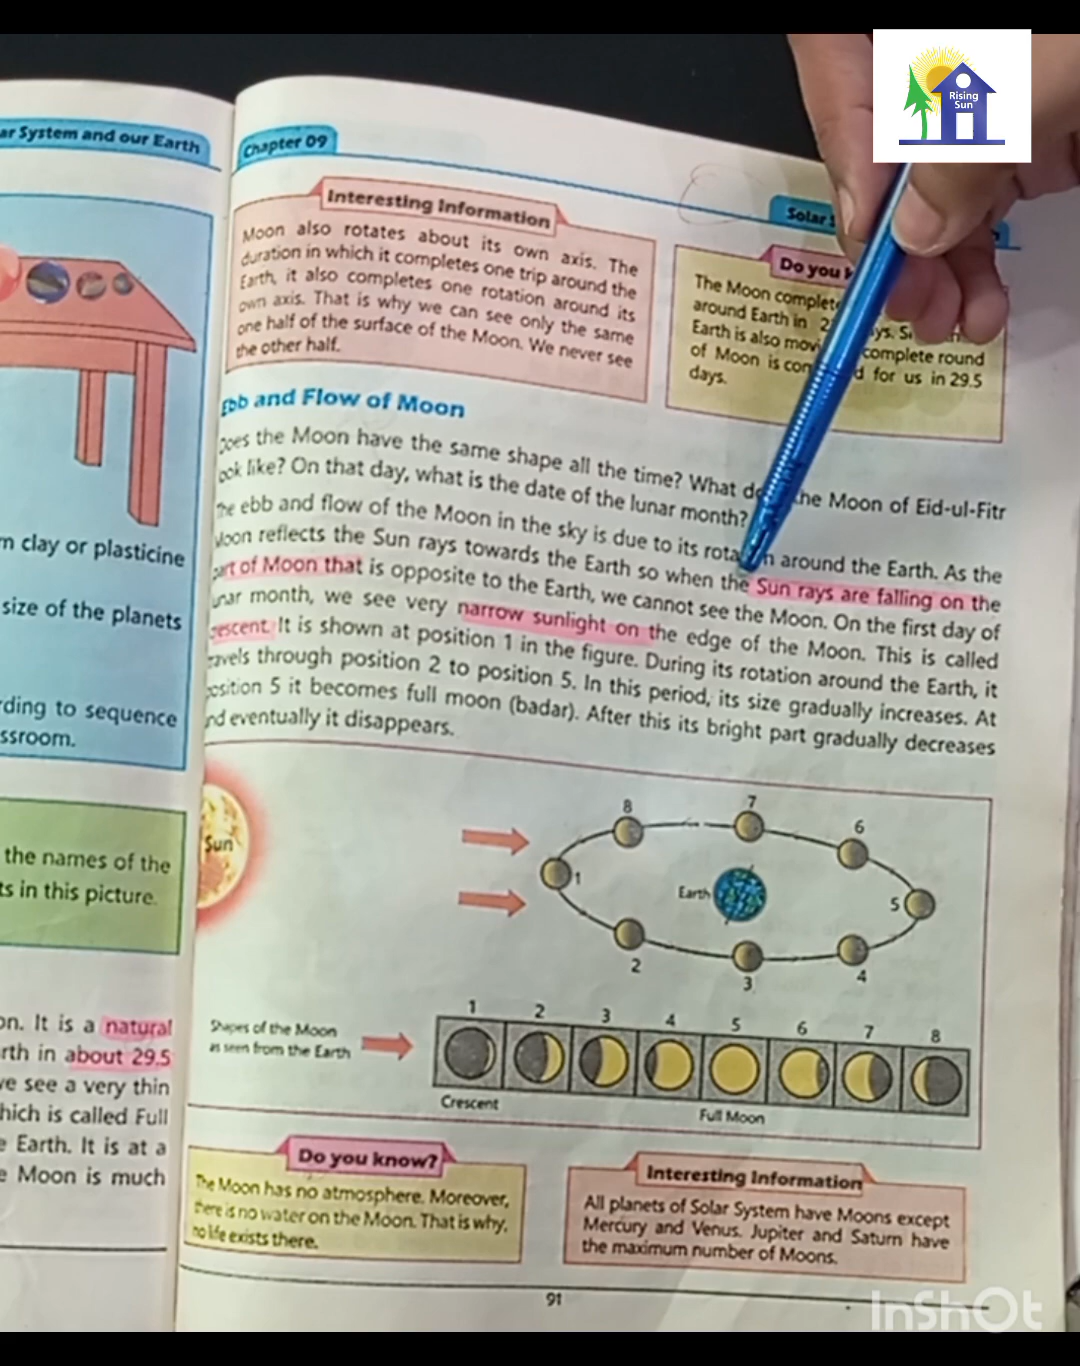 Rising
Sun
ar System and our Earth
m clay or plasticine
size of the planets
rding to sequence
ssroom.
the names of the
ts in this picture.
on. It is a natural
rth in about 29.5
ve see a very thin
hich is called Full
e Earth. It is at a
e Moon is much
Chapter 09
Solar
Interesting Information
Moon also rotates about its own axis. The
duration in which it completes one trip around the
Earth, it also completes one rotation around its
own axis. That is why we can see only the same
one half of the surface of the Moon. We never see
the other half.
Do you
The Moon complete
around Earth in 2 ys. Si
Earth is also movi complete round
of Moon is con d for us in 29.5
days.
Ebb and Flow of Moon
Does the Moon have the same shape all the time? What do the Moon of Eid-ul-Fitr
ook like? On that day, what is the date of the lunar month?
The ebb and flow of the Moon in the sky is due to its rota n around the Earth. As the
Moon reflects the Sun rays towards the Earth so when the Sun rays are falling on the
art of Moon that is opposite to the Earth, we cannot see the Moon. On the first day of
unar month, we see very narrow sunlight on the edge of the Moon. This is called
rescent. It is shown at position 1 in the figure. During its rotation around the Earth, it
ravels through position 2 to position 5. In this period, its size gradually increases. At
osition 5 it becomes full moon (badar). After this its bright part gradually decreases
nd eventually it disappears.
Sun
8
7
6
1
Earth
5
2
3
4
1 2 3 4 5 6 7 8
Shapes of the Moon
as seen from the Earth
Crescent
Full Moon
Do you know?
The Moon has no atmosphere. Moreover,
there is no water on the Moon. That is why,
no life exists there.
Interesting Information
All planets of Solar System have Moons except
Mercury and Venus. Jupiter and Saturn have
the maximum number of Moons.
91
InShOt